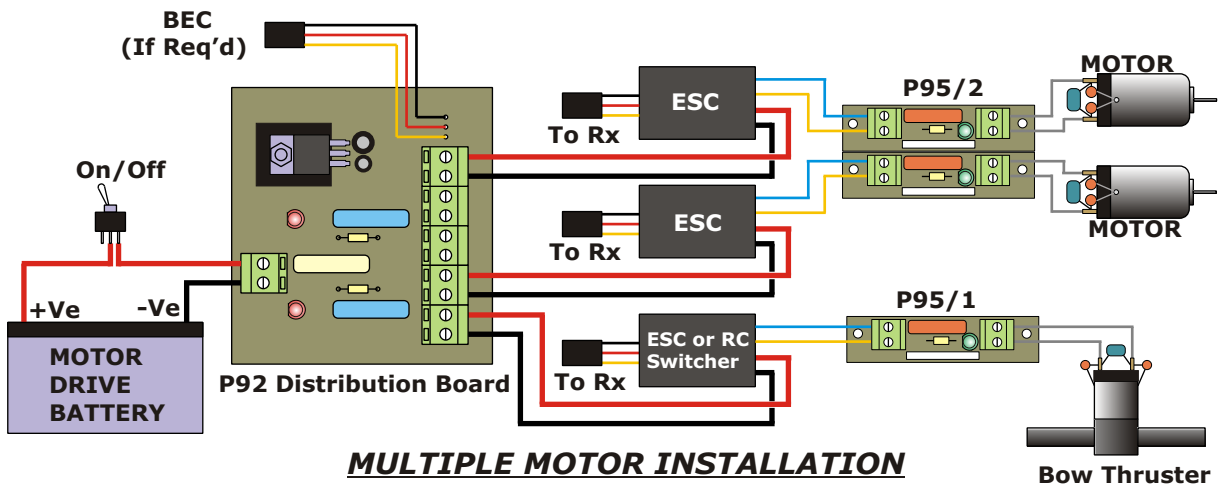 BEC
(If Req'd)
On/Off
+Ve
-Ve
MOTOR
DRIVE
BATTERY
P92 Distribution Board
ESC
To Rx
ESC
To Rx
ESC or RC
Switcher
To Rx
P95/2
MOTOR
MOTOR
P95/1
Bow Thruster
MULTIPLE MOTOR INSTALLATION